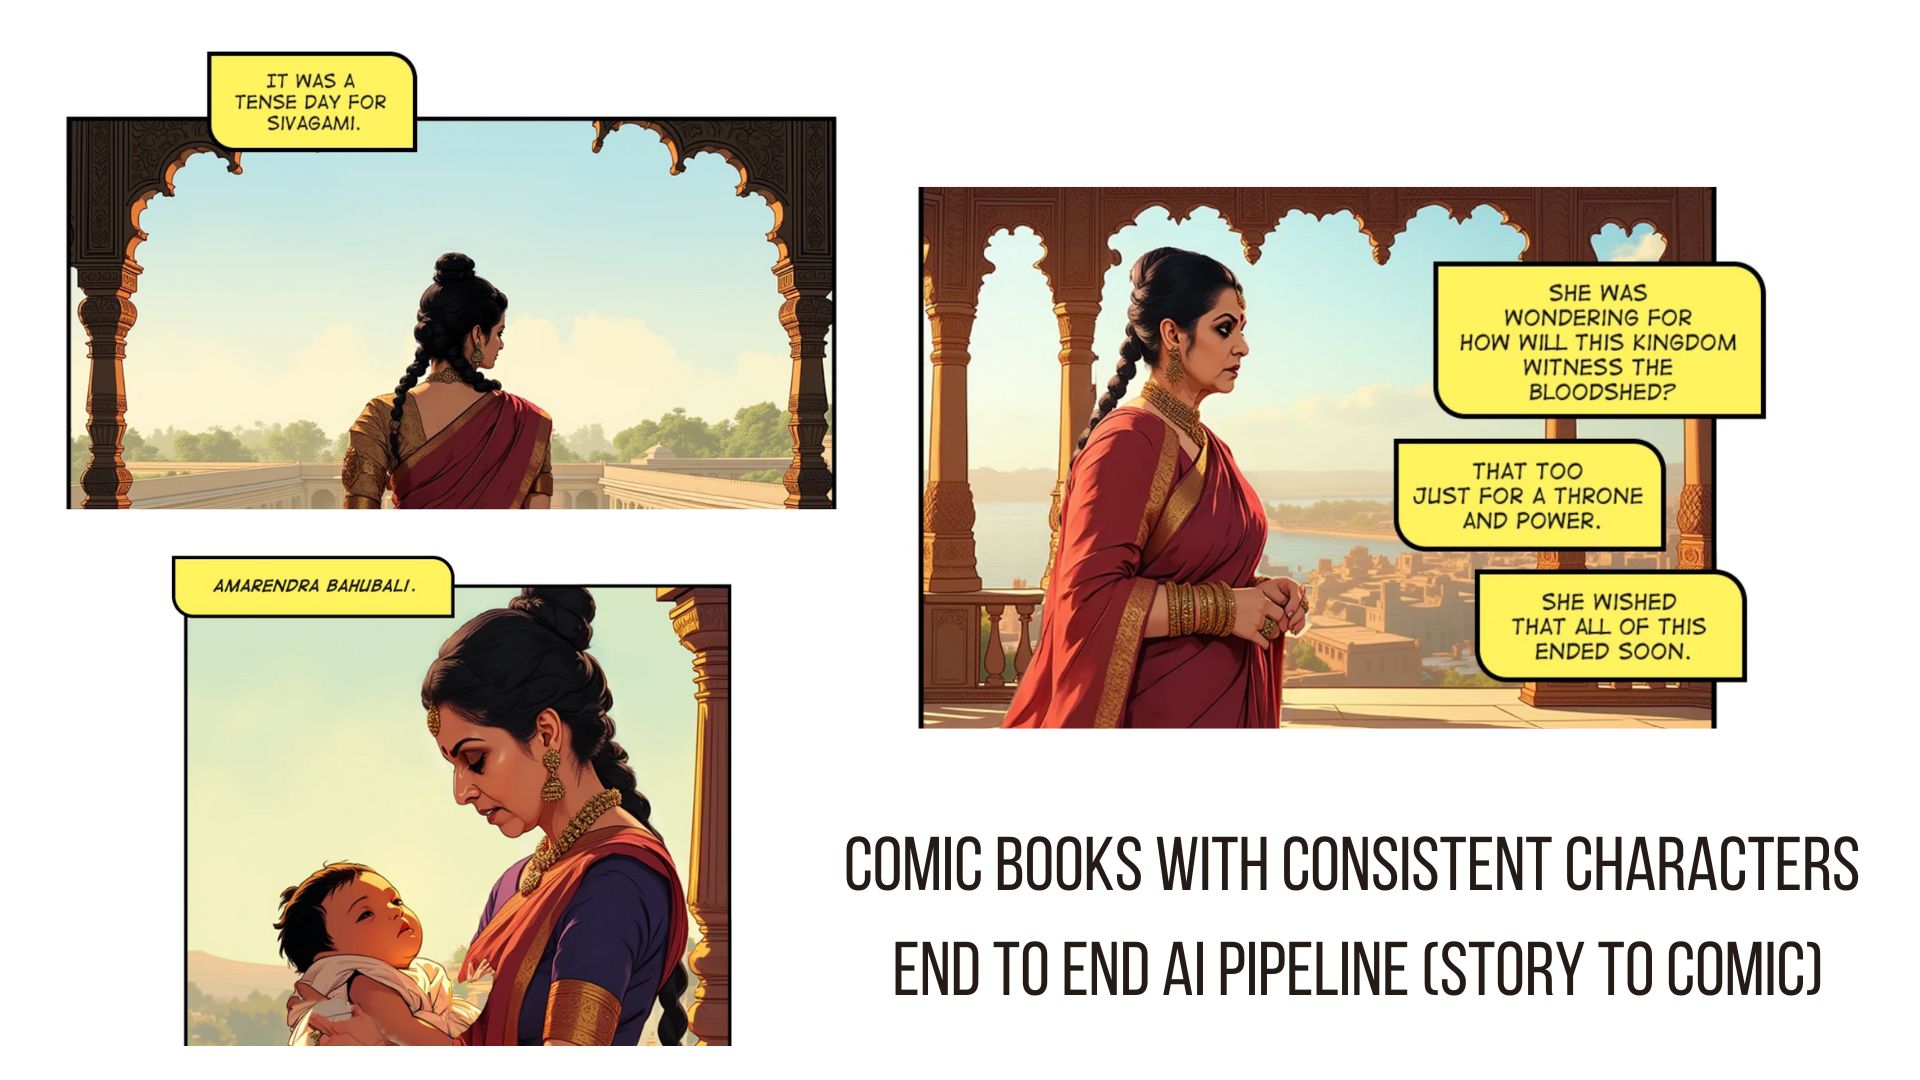 IT WAS A
TENSE DAY FOR
SIVAGAMI.
AMARENDRA BAHUBALI.
SHE WAS
WONDERING FOR
HOW WILL THIS KINGDOM
WITNESS THE
BLOODSHED?
THAT TOO
JUST FOR A THRONE
AND POWER.
SHE WISHED
THAT ALL OF THIS
ENDED SOON.
COMIC BOOKS WITH CONSISTENT CHARACTERS
END TO END AI PIPELINE (STORY TO COMIC)